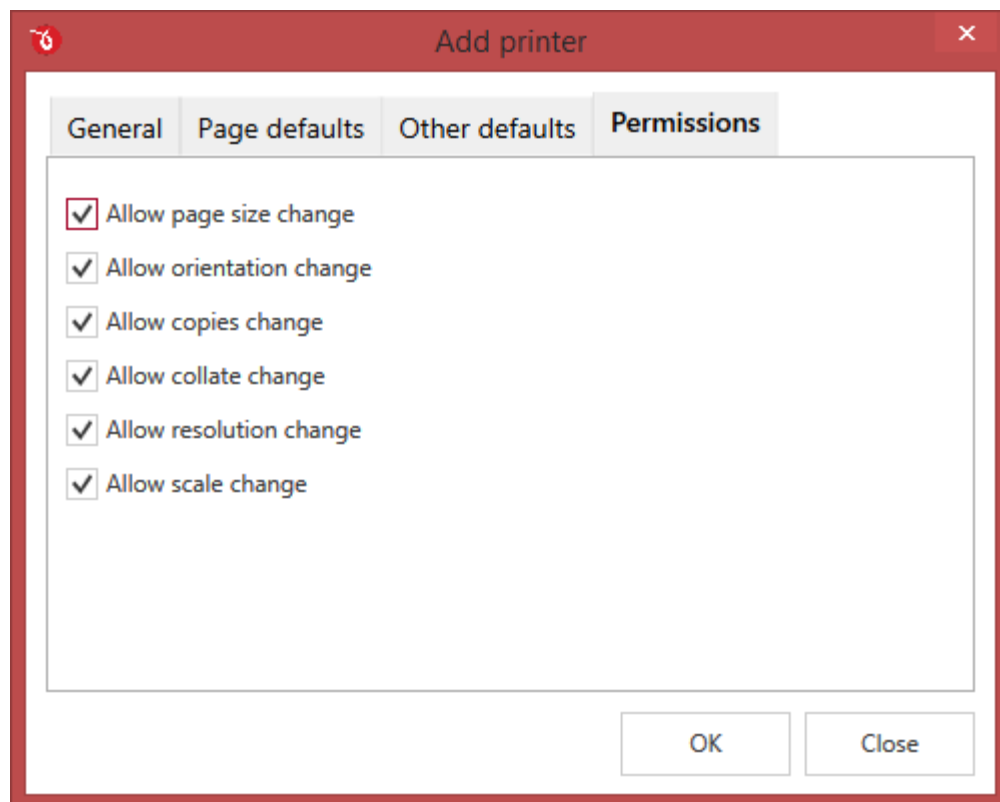 Add printer
General Page defaults Other defaults Permissions
Allow page size change
Allow orientation change
Allow copies change
Allow collate change
Allow resolution change
Allow scale change
OK Close